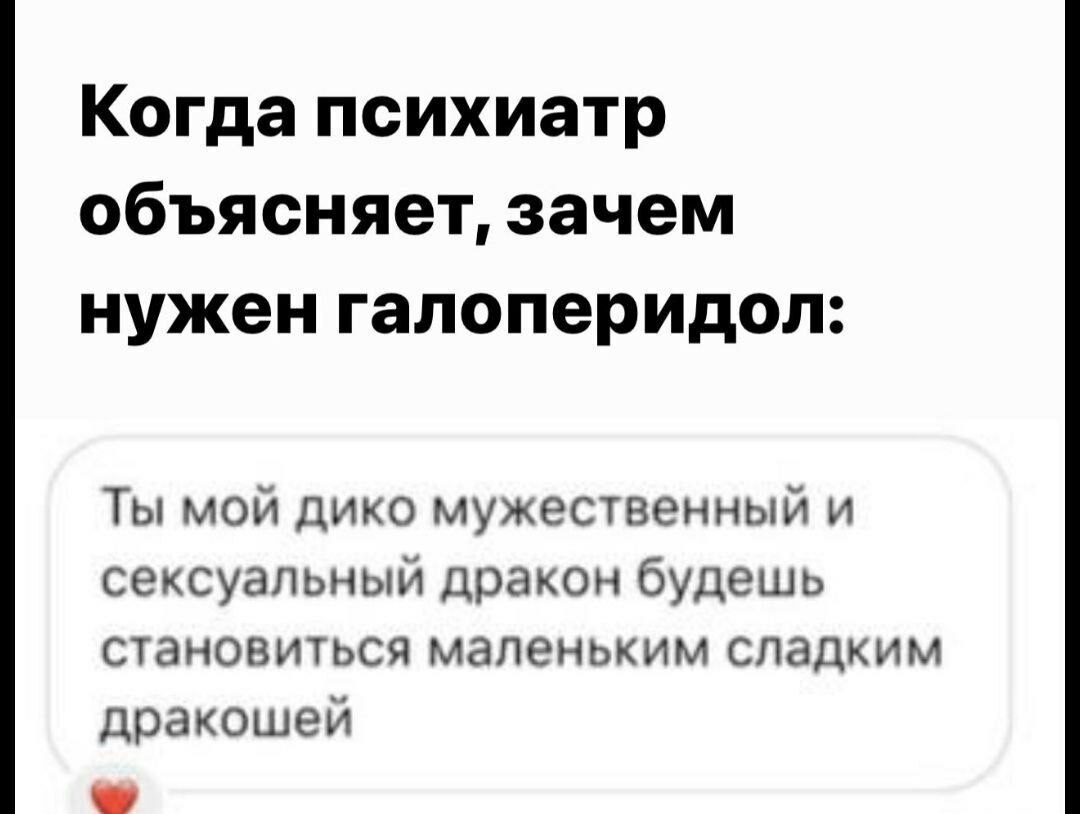 Когда психиатр
объясняет, зачем
нужен галоперидол:
Ты мой дико мужественный и
сексуальный дракон будешь
становиться маленьким сладким
дракошей